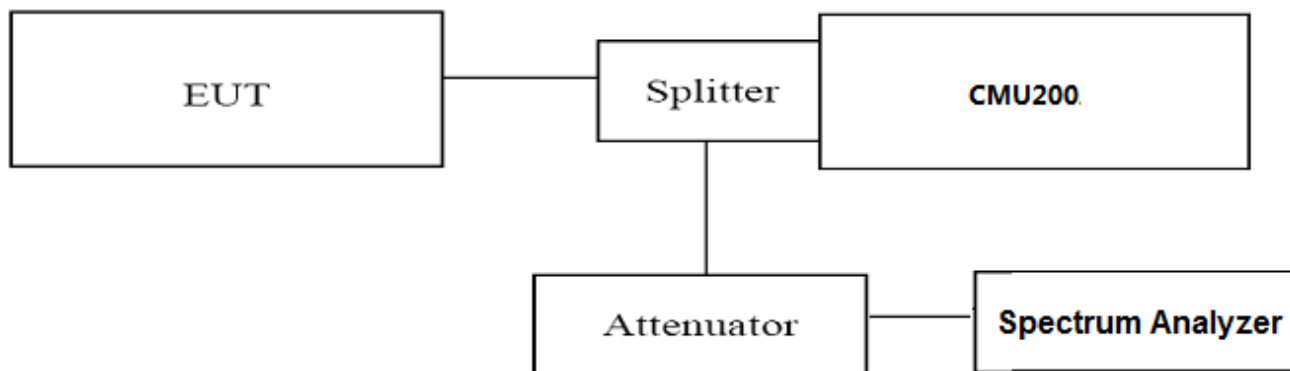 EUT
Splitter
CMU200
Attenuator
Spectrum Analyzer